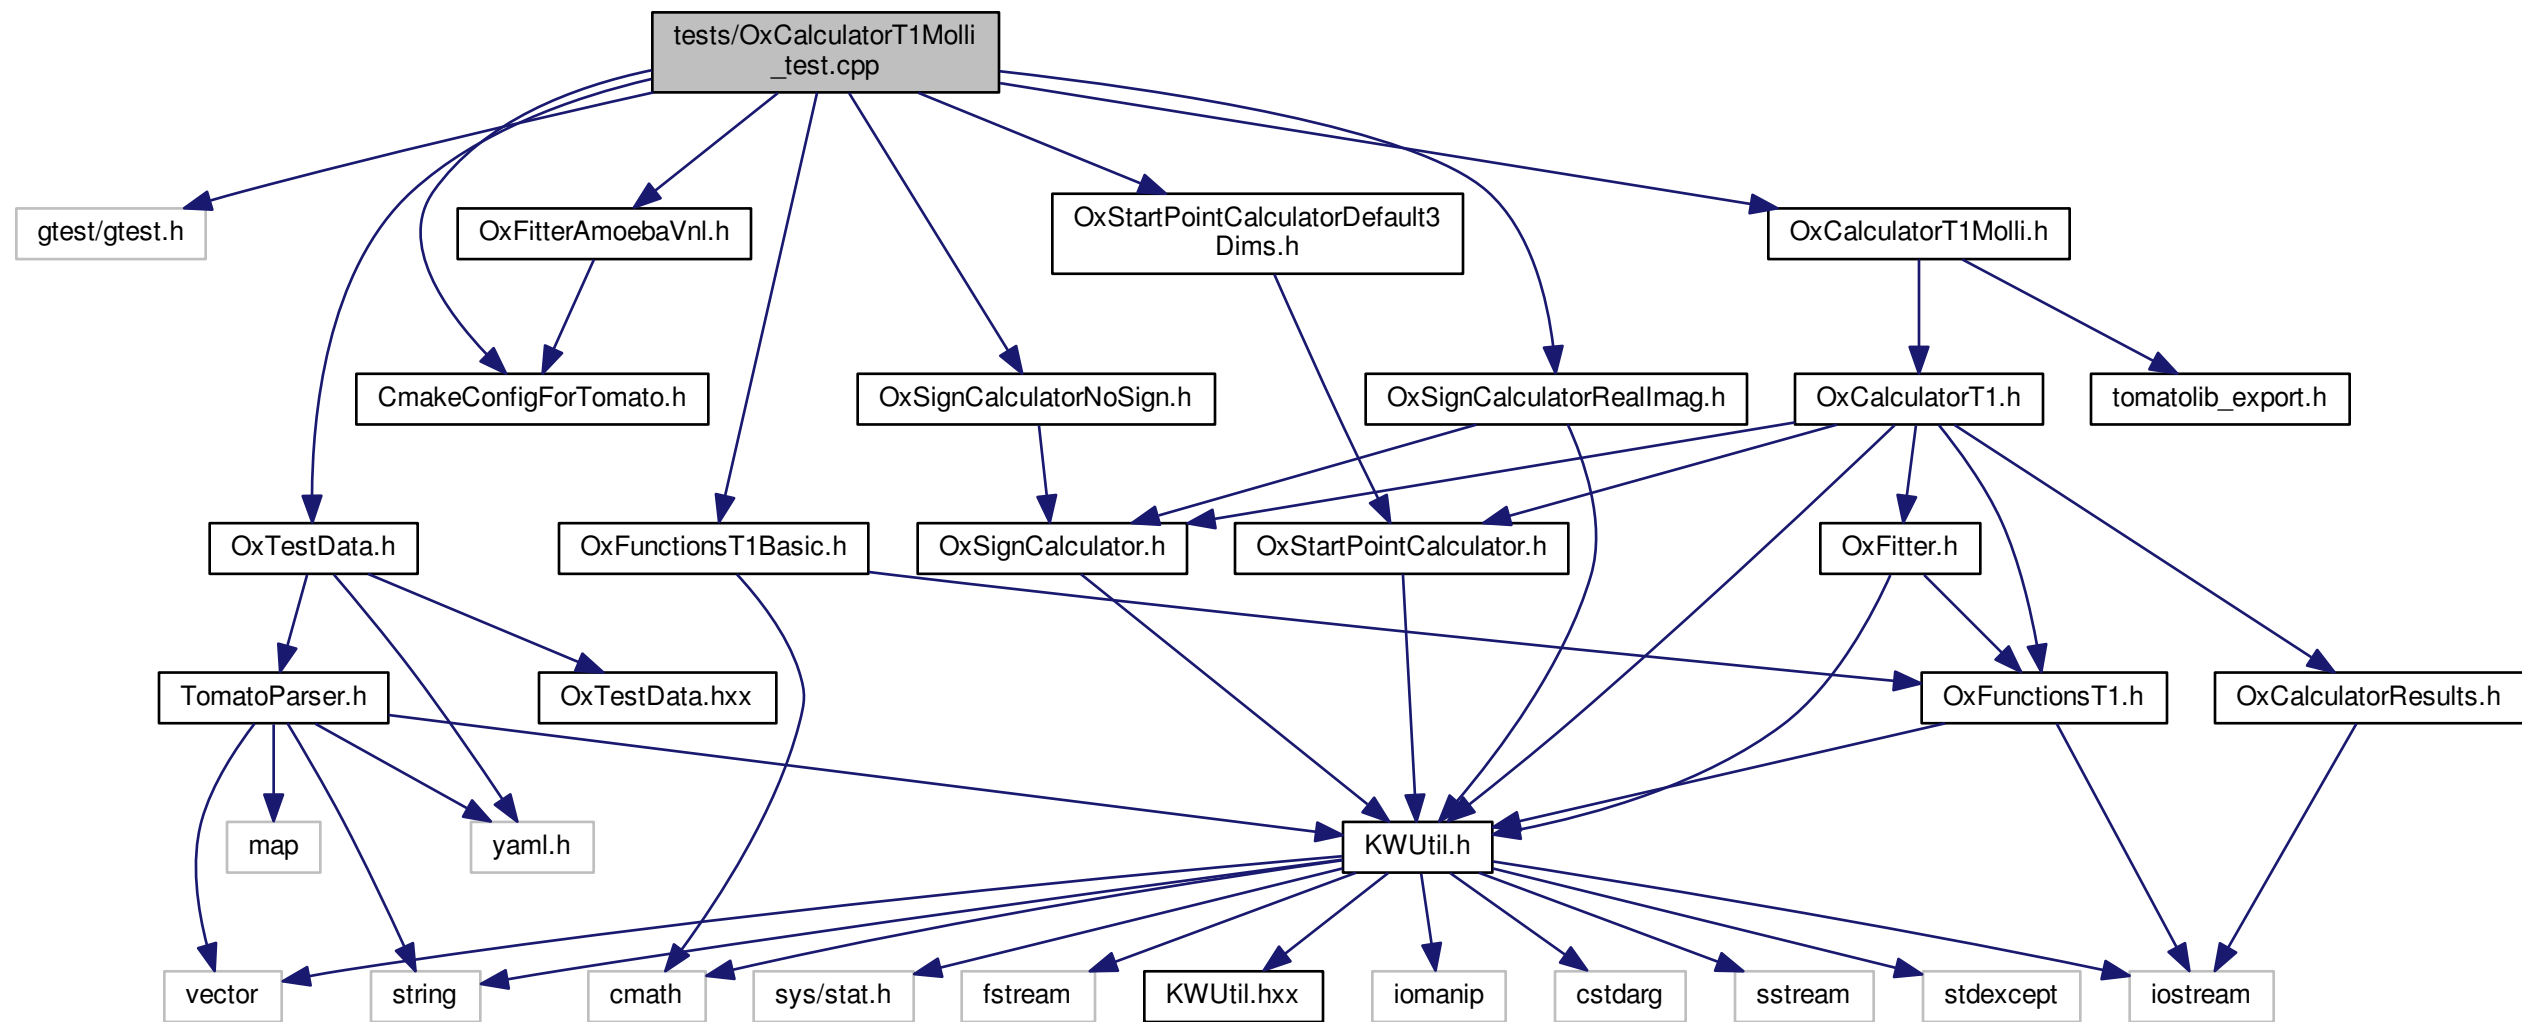 tests/OxCalculatorT1Molli
_test.cpp
gtest/gtest.h
OxFitterAmoebaVnl.h
OxStartPointCalculatorDefault3
Dims.h
OxCalculatorT1Molli.h
CmakeConfigForTomato.h
OxSignCalculatorNoSign.h
OxSignCalculatorRealImag.h
OxCalculatorT1.h
tomatolib_export.h
OxTestData.h
OxFunctionsT1Basic.h
OxSignCalculator.h
OxStartPointCalculator.h
OxFitter.h
TomatoParser.h
OxTestData.hxx
OxFunctionsT1.h
OxCalculatorResults.h
map
yaml.h
KWUtil.h
vector
string
cmath
sys/stat.h
fstream
KWUtil.hxx
iomanip
cstdarg
sstream
stdexcept
iostream